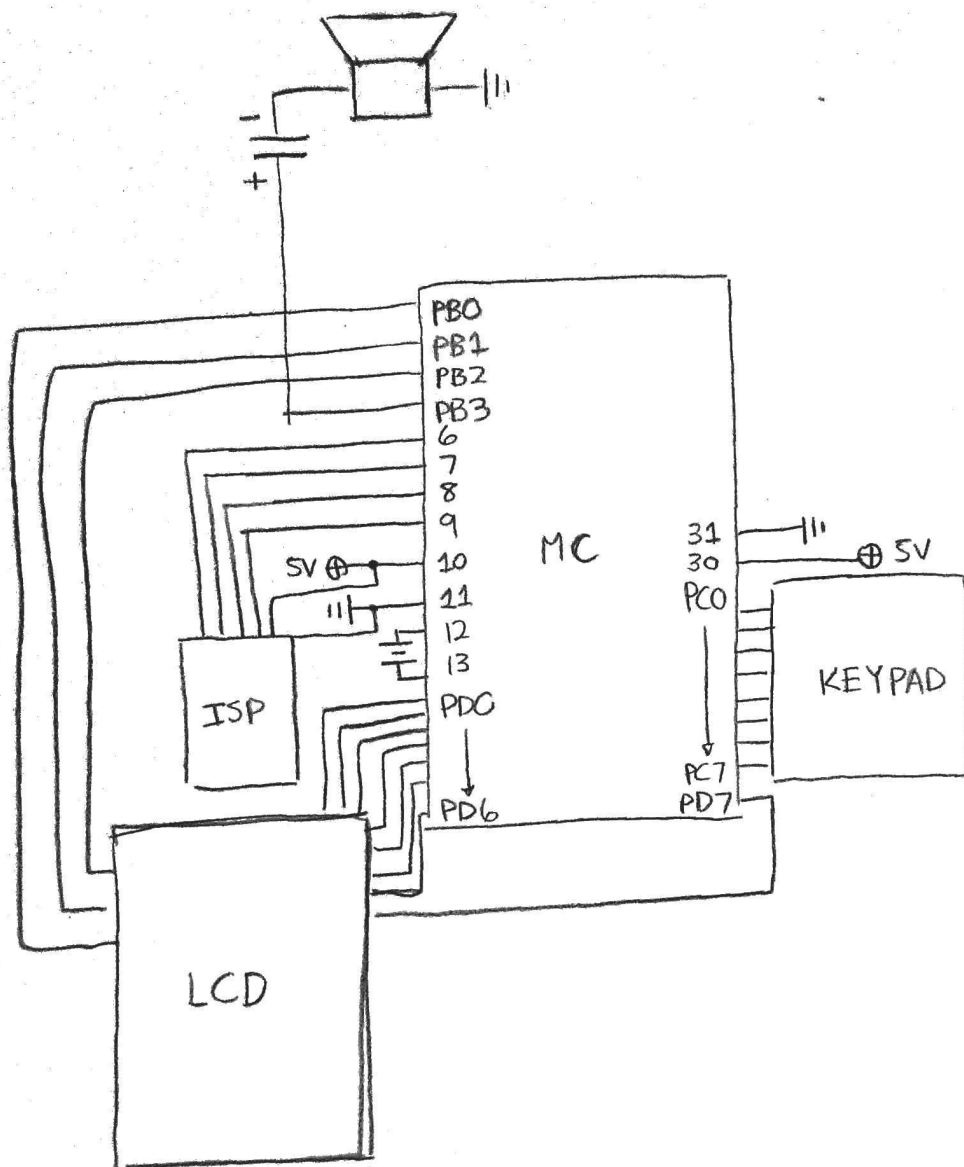 -
+
PB0
PB1
PB2
PB3
6
7
8
9
5V 10
11
12
13
PD0
PD6
MC
31
30 5V
PC0
PC7
PD7
KEYPAD
ISP
LCD